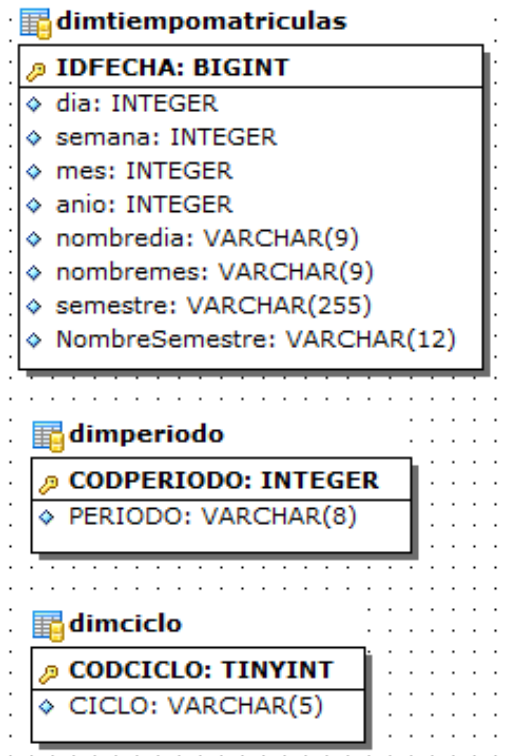 dimtiempomatriculas
IDFECHA: BIGINT
dia: INTEGER
semana: INTEGER
mes: INTEGER
anio: INTEGER
nombredia: VARCHAR(9)
nombremes: VARCHAR(9)
semestre: VARCHAR(255)
NombreSemestre: VARCHAR(12)
dimperiodo
CODPERIODO: INTEGER
PERIODO: VARCHAR(8)
dimciclo
CODCICLO: TINYINT
CICLO: VARCHAR(5)